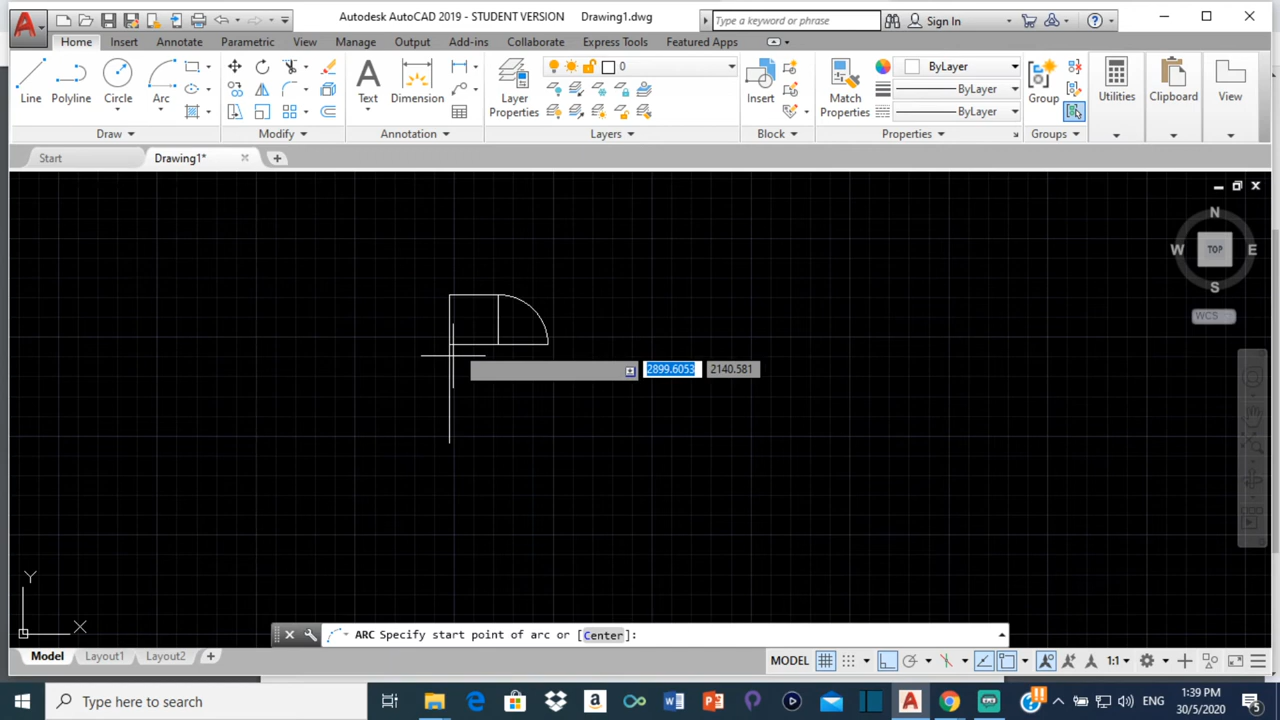 Autodesk AutoCAD 2019 - STUDENT VERSION Drawing1.dwg
Type a keyword or phrase
Sign In
Home Insert Annotate Parametric View Manage Output Add-ins Collaborate Express Tools Featured Apps
Line Polyline Circle Arc
Text Dimension
Layer
Properties
0
Insert
Match
Properties
ByLayer
ByLayer
ByLayer
Group
Utilities Clipboard View
Draw Modify Annotation Layers Block Properties Groups
Start Drawing1*
N
W TOP E
S
WCS
2899.6053 2140.581
Y
X
ARC Specify start point of arc or [Center]:
Model Layout1 Layout2
MODEL 1:1
Type here to search
ENG
1:39 PM
30/5/2020
5